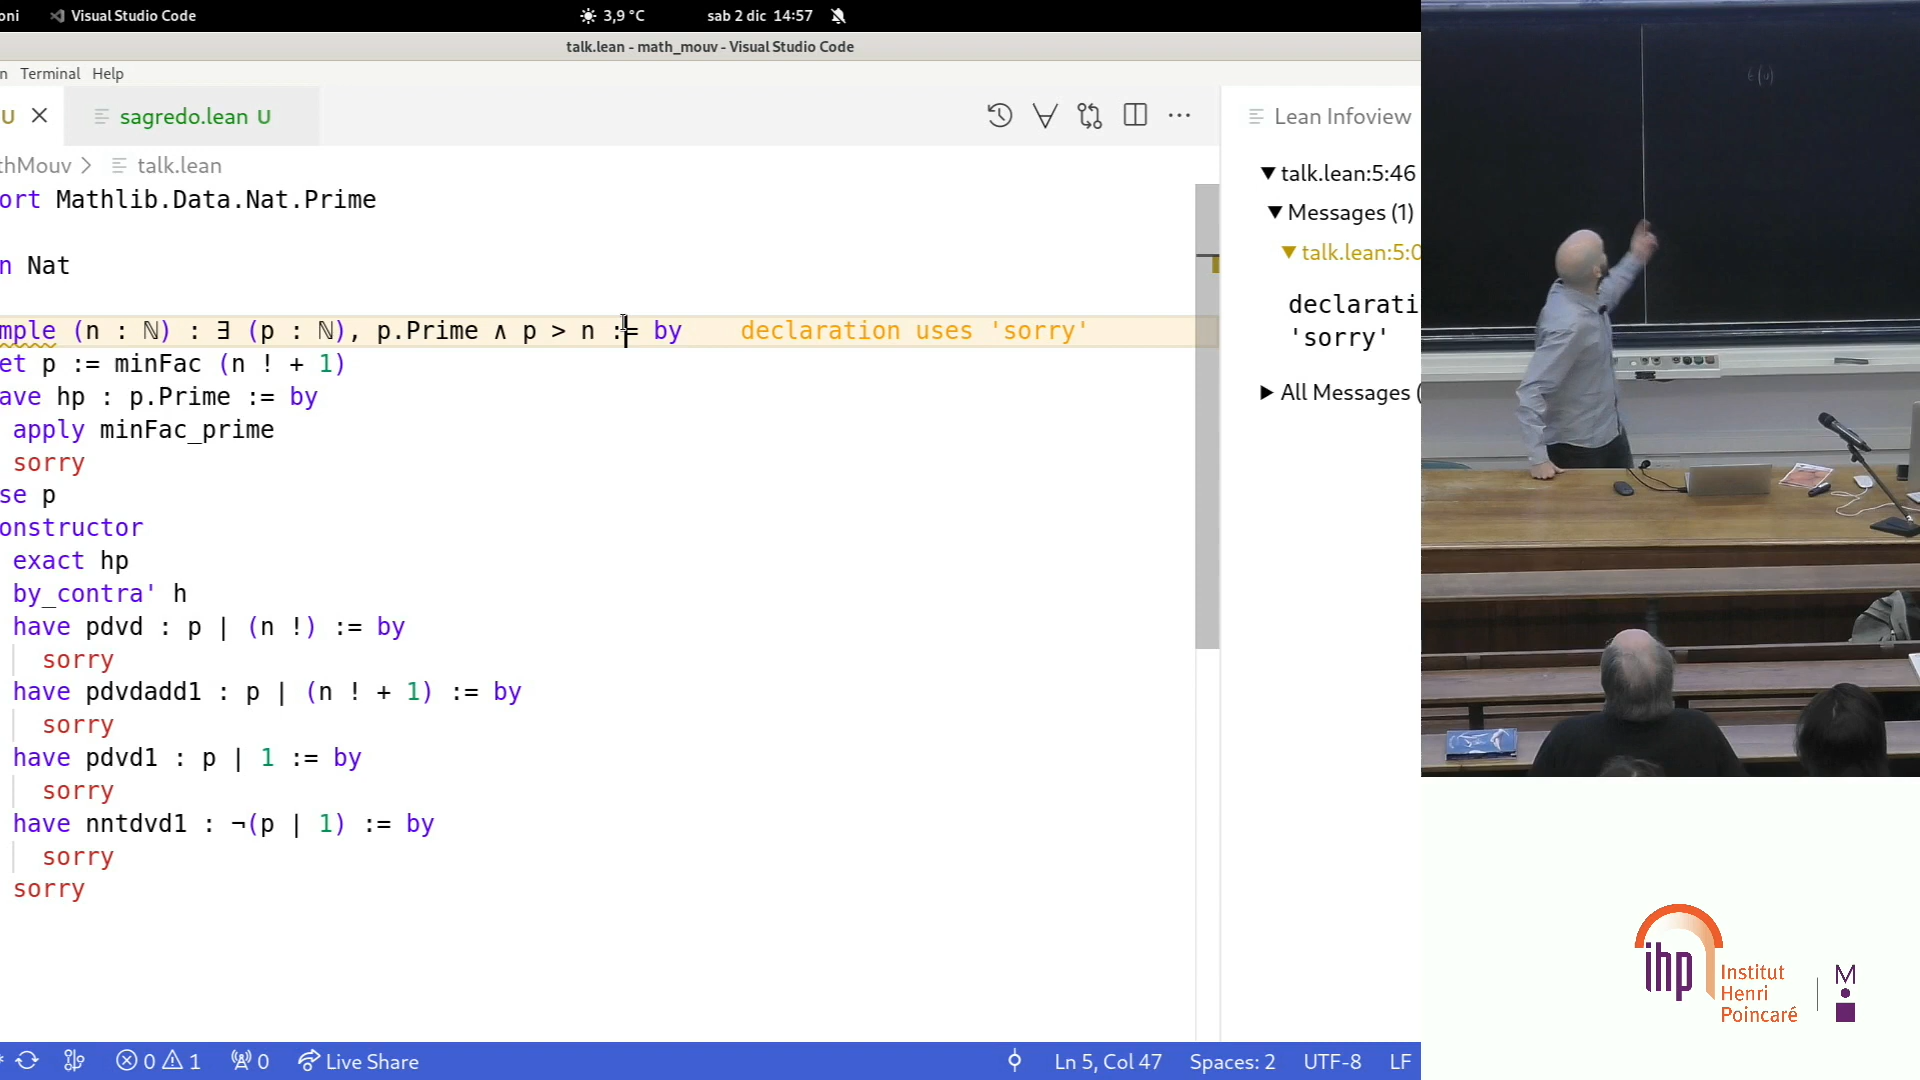 oni Visual Studio Code 3,9 °C sab 2 dic 14:57
talk.lean - math_mouv - Visual Studio Code
n Terminal Help
U sagredo.lean U
thMouv > talk.lean
ort Mathlib.Data.Nat.Prime
n Nat
mple (n : ℕ) : ∃ (p : ℕ), p.Prime ∧ p > n := by declaration uses 'sorry'
et p := minFac (n ! + 1)
ave hp : p.Prime := by
apply minFac_prime
sorry
se p
onstructor
exact hp
by_contra' h
have pdvd : p ∣ (n !) := by
sorry
have pdvdadd1 : p ∣ (n ! + 1) := by
sorry
have pdvd1 : p ∣ 1 := by
sorry
have nntdvd1 : ¬(p ∣ 1) := by
sorry
sorry
0 1 0 Live Share Ln 5, Col 47 Spaces: 2 UTF-8 LF
Lean Infoview
talk.lean:5:46
Messages (1)
talk.lean:5:0
declarati
'sorry'
All Messages (
ihp Institut
Henri
Poincaré
M